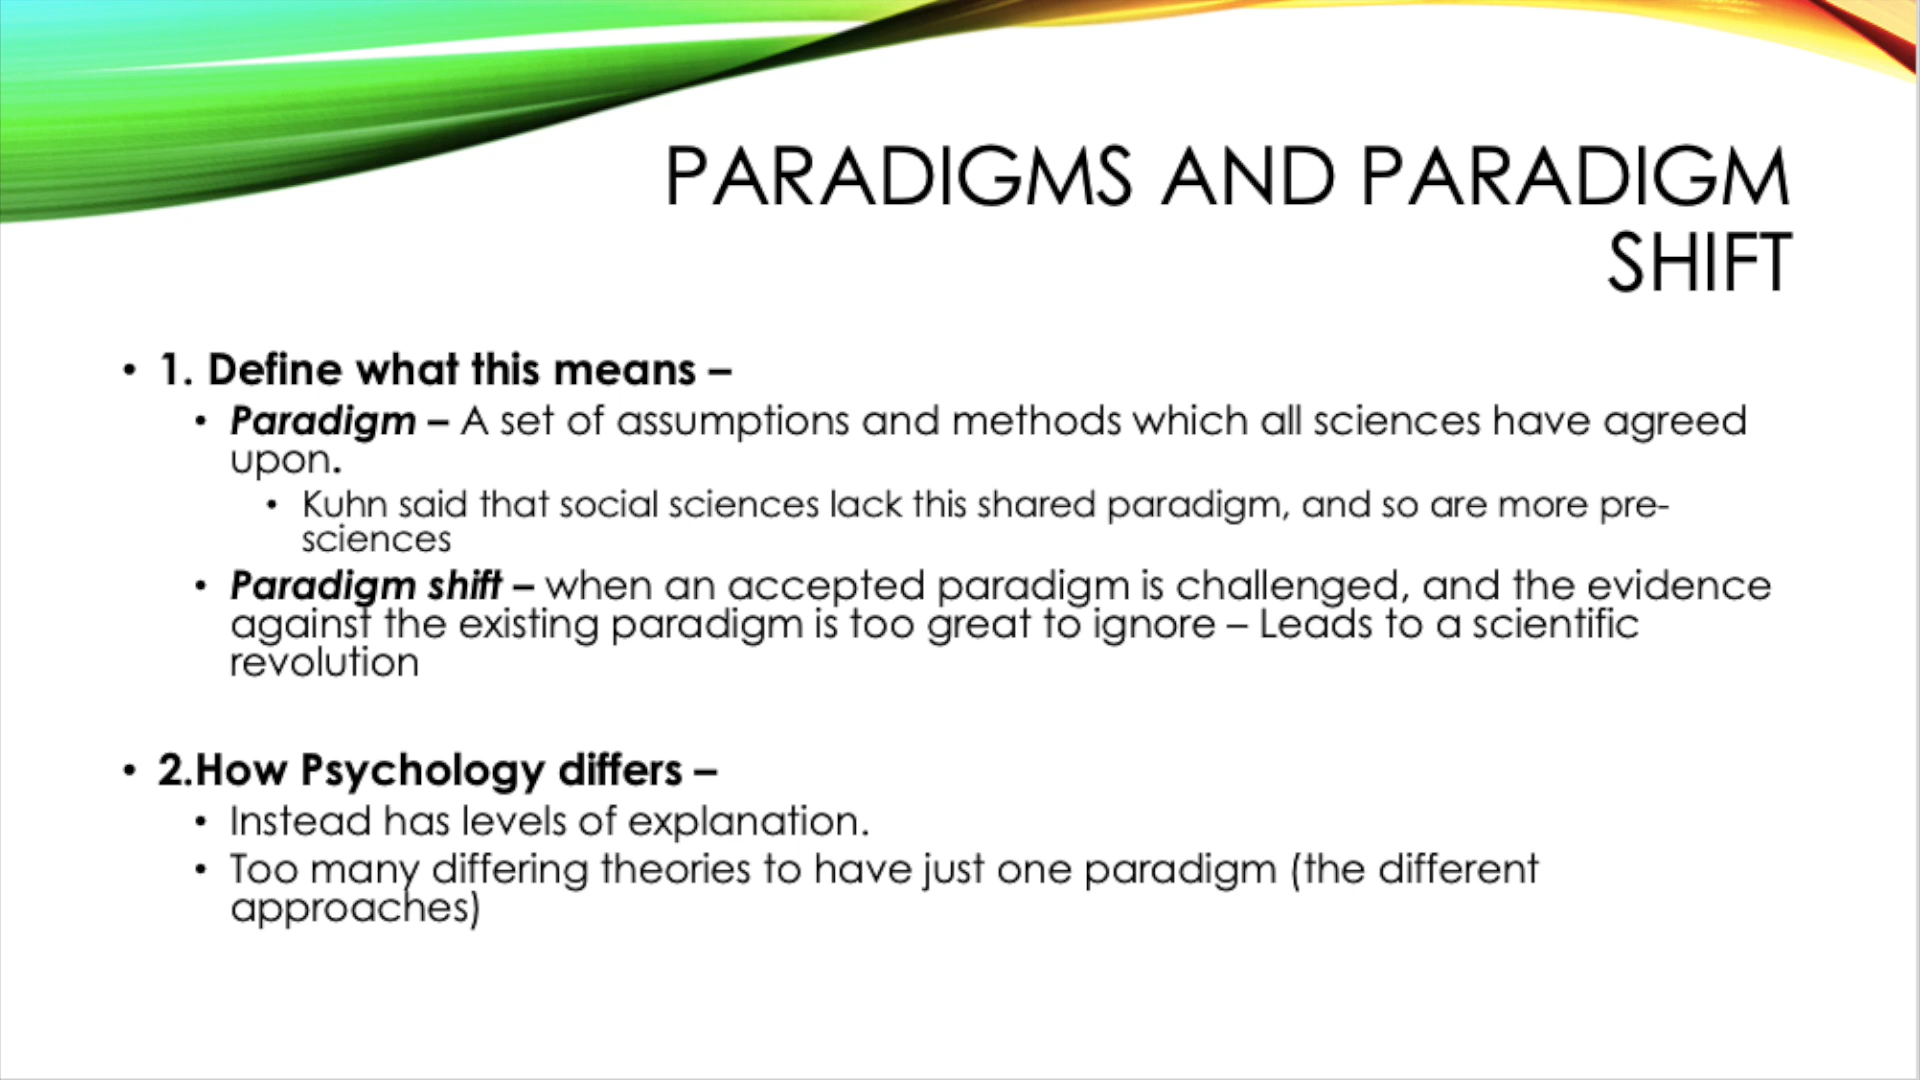 PARADIGMS AND PARADIGM
SHIFT
• 1. Define what this means –
• Paradigm – A set of assumptions and methods which all sciences have agreed
upon.
• Kuhn said that social sciences lack this shared paradigm, and so are more pre-
sciences
• Paradigm shift – when an accepted paradigm is challenged, and the evidence
against the existing paradigm is too great to ignore – Leads to a scientific
revolution
• 2.How Psychology differs –
• Instead has levels of explanation.
• Too many differing theories to have just one paradigm (the different
approaches)